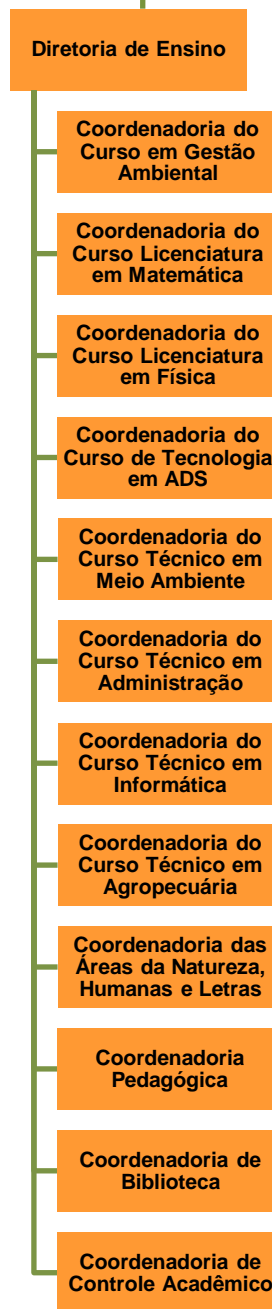 Diretoria de Ensino
Coordenadoria do
Curso em Gestão
Ambiental
Coordenadoria do
Curso Licenciatura
em Matemática
Coordenadoria do
Curso Licenciatura
em Física
Coordenadoria do
Curso de Tecnologia
em ADS
Coordenadoria do
Curso Técnico em
Meio Ambiente
Coordenadoria do
Curso Técnico em
Administração
Coordenadoria do
Curso Técnico em
Informática
Coordenadoria do
Curso Técnico em
Agropecuária
Coordenadoria das
Áreas da Natureza,
Humanas e Letras
Coordenadoria
Pedagógica
Coordenadoria de
Biblioteca
Coordenadoria de
Controle Acadêmico